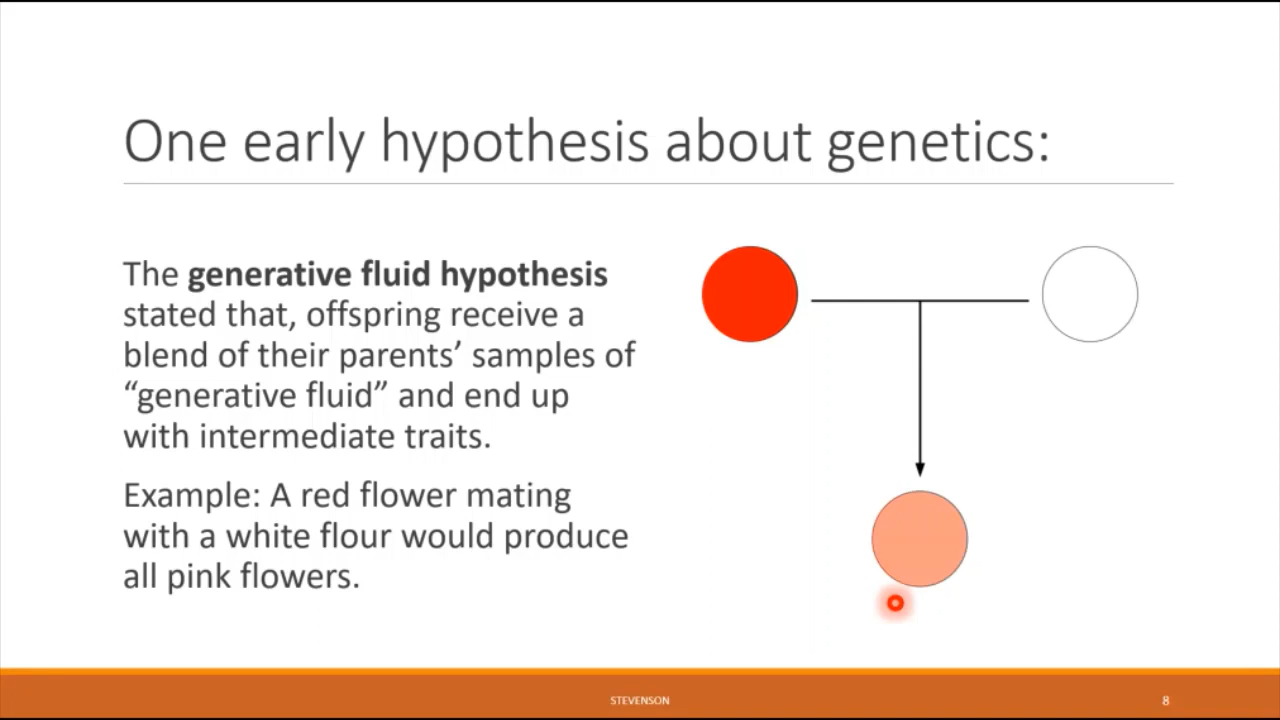 One early hypothesis about genetics:
The generative fluid hypothesis
stated that, offspring receive a
blend of their parents’ samples of
“generative fluid” and end up
with intermediate traits.
Example: A red flower mating
with a white flour would produce
all pink flowers.
STEVENSON
8